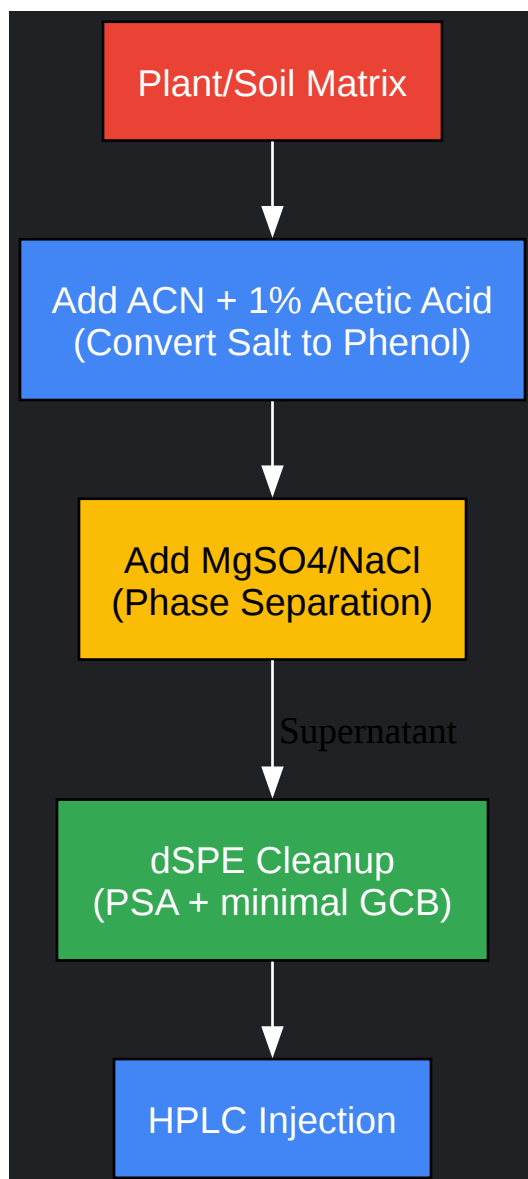 Plant/Soil Matrix
Add ACN + 1% Acetic Acid
(Convert Salt to Phenol)
Add MgSO4/NaCl
(Phase Separation)
Supernatant
dSPE Cleanup
(PSA + minimal GCB)
HPLC Injection